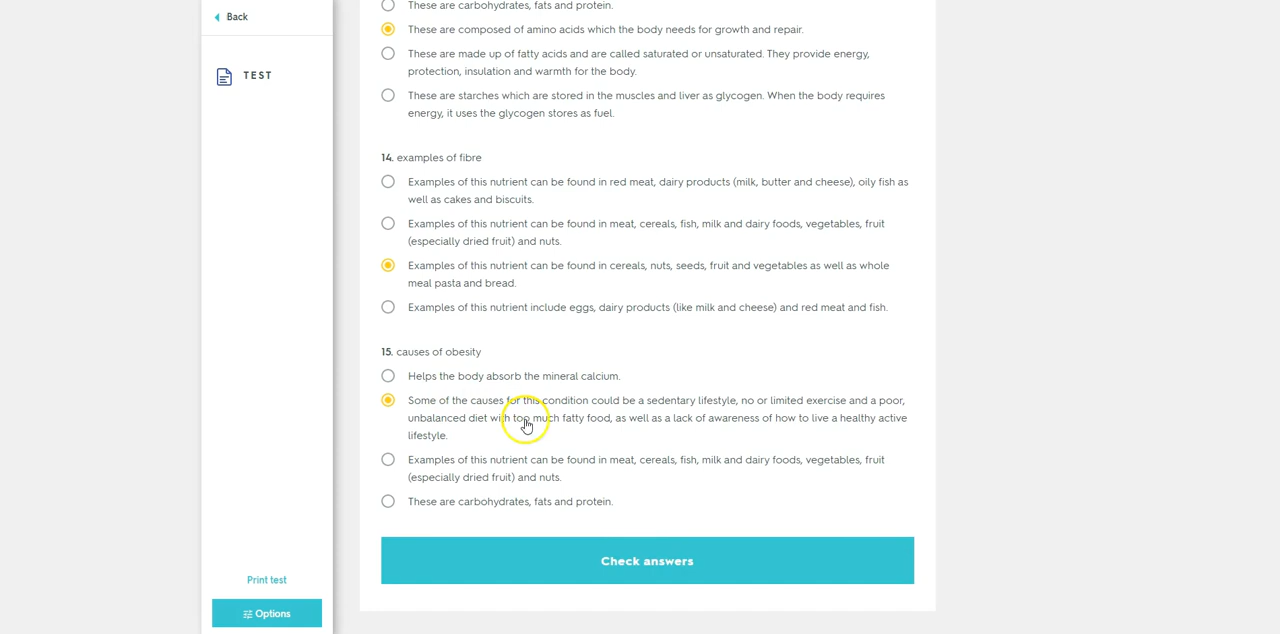 Back
TEST
These are carbohydrates, fats and protein.
These are composed of amino acids which the body needs for growth and repair.
These are made up of fatty acids and are called saturated or unsaturated. They provide energy,
protection, insulation and warmth for the body.
These are starches which are stored in the muscles and liver as glycogen. When the body requires
energy, it uses the glycogen stores as fuel.
14. examples of fibre
Examples of this nutrient can be found in red meat, dairy products (milk, butter and cheese), oily fish as
well as cakes and biscuits.
Examples of this nutrient can be found in meat, cereals, fish, milk and dairy foods, vegetables, fruit
(especially dried fruit) and nuts.
Examples of this nutrient can be found in cereals, nuts, seeds, fruit and vegetables as well as whole
meal pasta and bread.
Examples of this nutrient include eggs, dairy products (like milk and cheese) and red meat and fish.
15. causes of obesity
Helps the body absorb the mineral calcium.
Some of the causes for this condition could be a sedentary lifestyle, no or limited exercise and a poor,
unbalanced diet with too much fatty food, as well as a lack of awareness of how to live a healthy active
lifestyle.
Examples of this nutrient can be found in meat, cereals, fish, milk and dairy foods, vegetables, fruit
(especially dried fruit) and nuts.
These are carbohydrates, fats and protein.
Check answers
Print test
Options